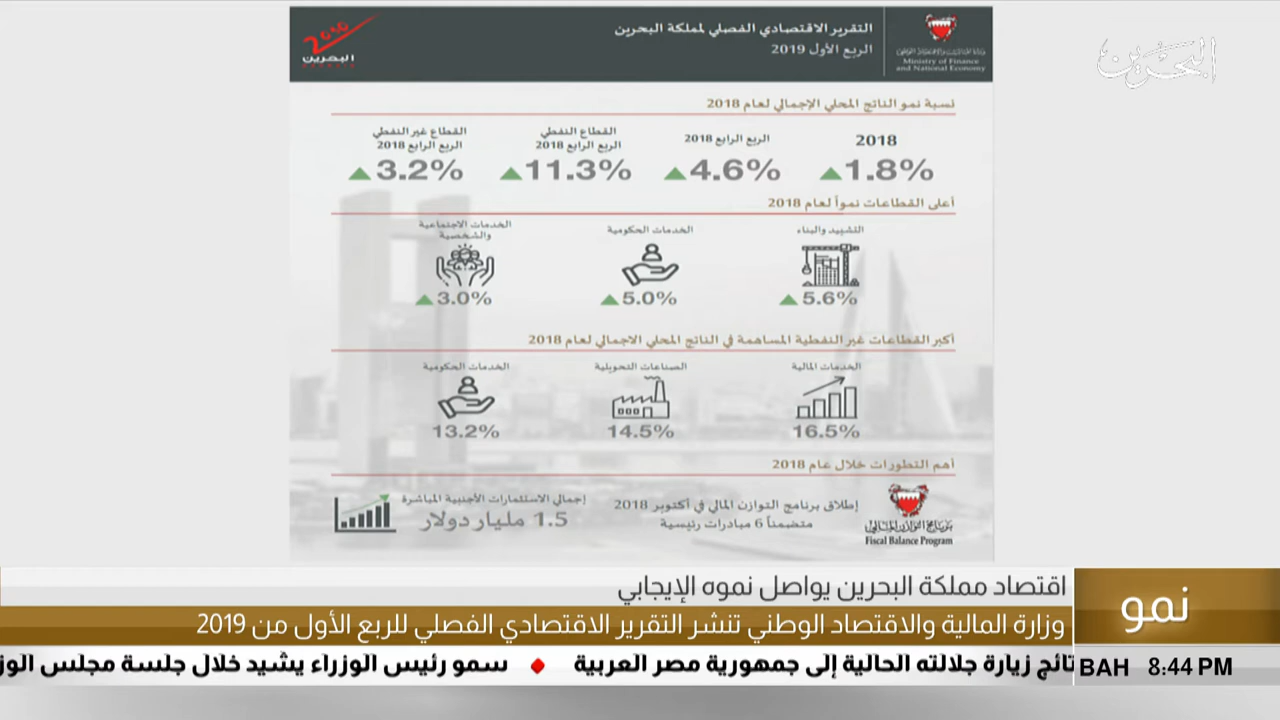 التقرير الاقتصادي الفصلي لمملكة البحرين
الربع الأول 2019
Ministry of Finance
and National Economy
البحرين
البحرين
نسبة نمو الناتج المحلي الإجمالي لعام 2018
2018
1.8%
الربع الرابع 2018
4.6%
القطاع النفطي
الربع الرابع 2018
11.3%
القطاع غير النفطي
الربع الرابع 2018
3.2%
أعلى القطاعات نمواً لعام 2018
التشييد والبناء
5.6%
الخدمات الحكومية
5.0%
الخدمات الاجتماعية
والشخصية
3.0%
أكبر القطاعات غير النفطية المساهمة في الناتج المحلي الاجمالي لعام 2018
الخدمات المالية
16.5%
الصناعات التحويلية
14.5%
الخدمات الحكومية
13.2%
أهم التطورات خلال عام 2018
برنامج التوازن المالي
Fiscal Balance Program
إطلاق برنامج التوازن المالي في أكتوبر 2018
متضمناً 6 مبادرات رئيسية
إجمالي الاستثمارات الأجنبية المباشرة
1.5 مليار دولار
نمو
اقتصاد مملكة البحرين يواصل نموه الإيجابي
وزارة المالية والاقتصاد الوطني تنشر التقرير الاقتصادي الفصلي للربع الأول من 2019
BAH 8:44 PM
تائج زيارة جلالته الحالية إلى جمهورية مصر العربية ♦ سمو رئيس الوزراء يشيد خلال جلسة مجلس الوز